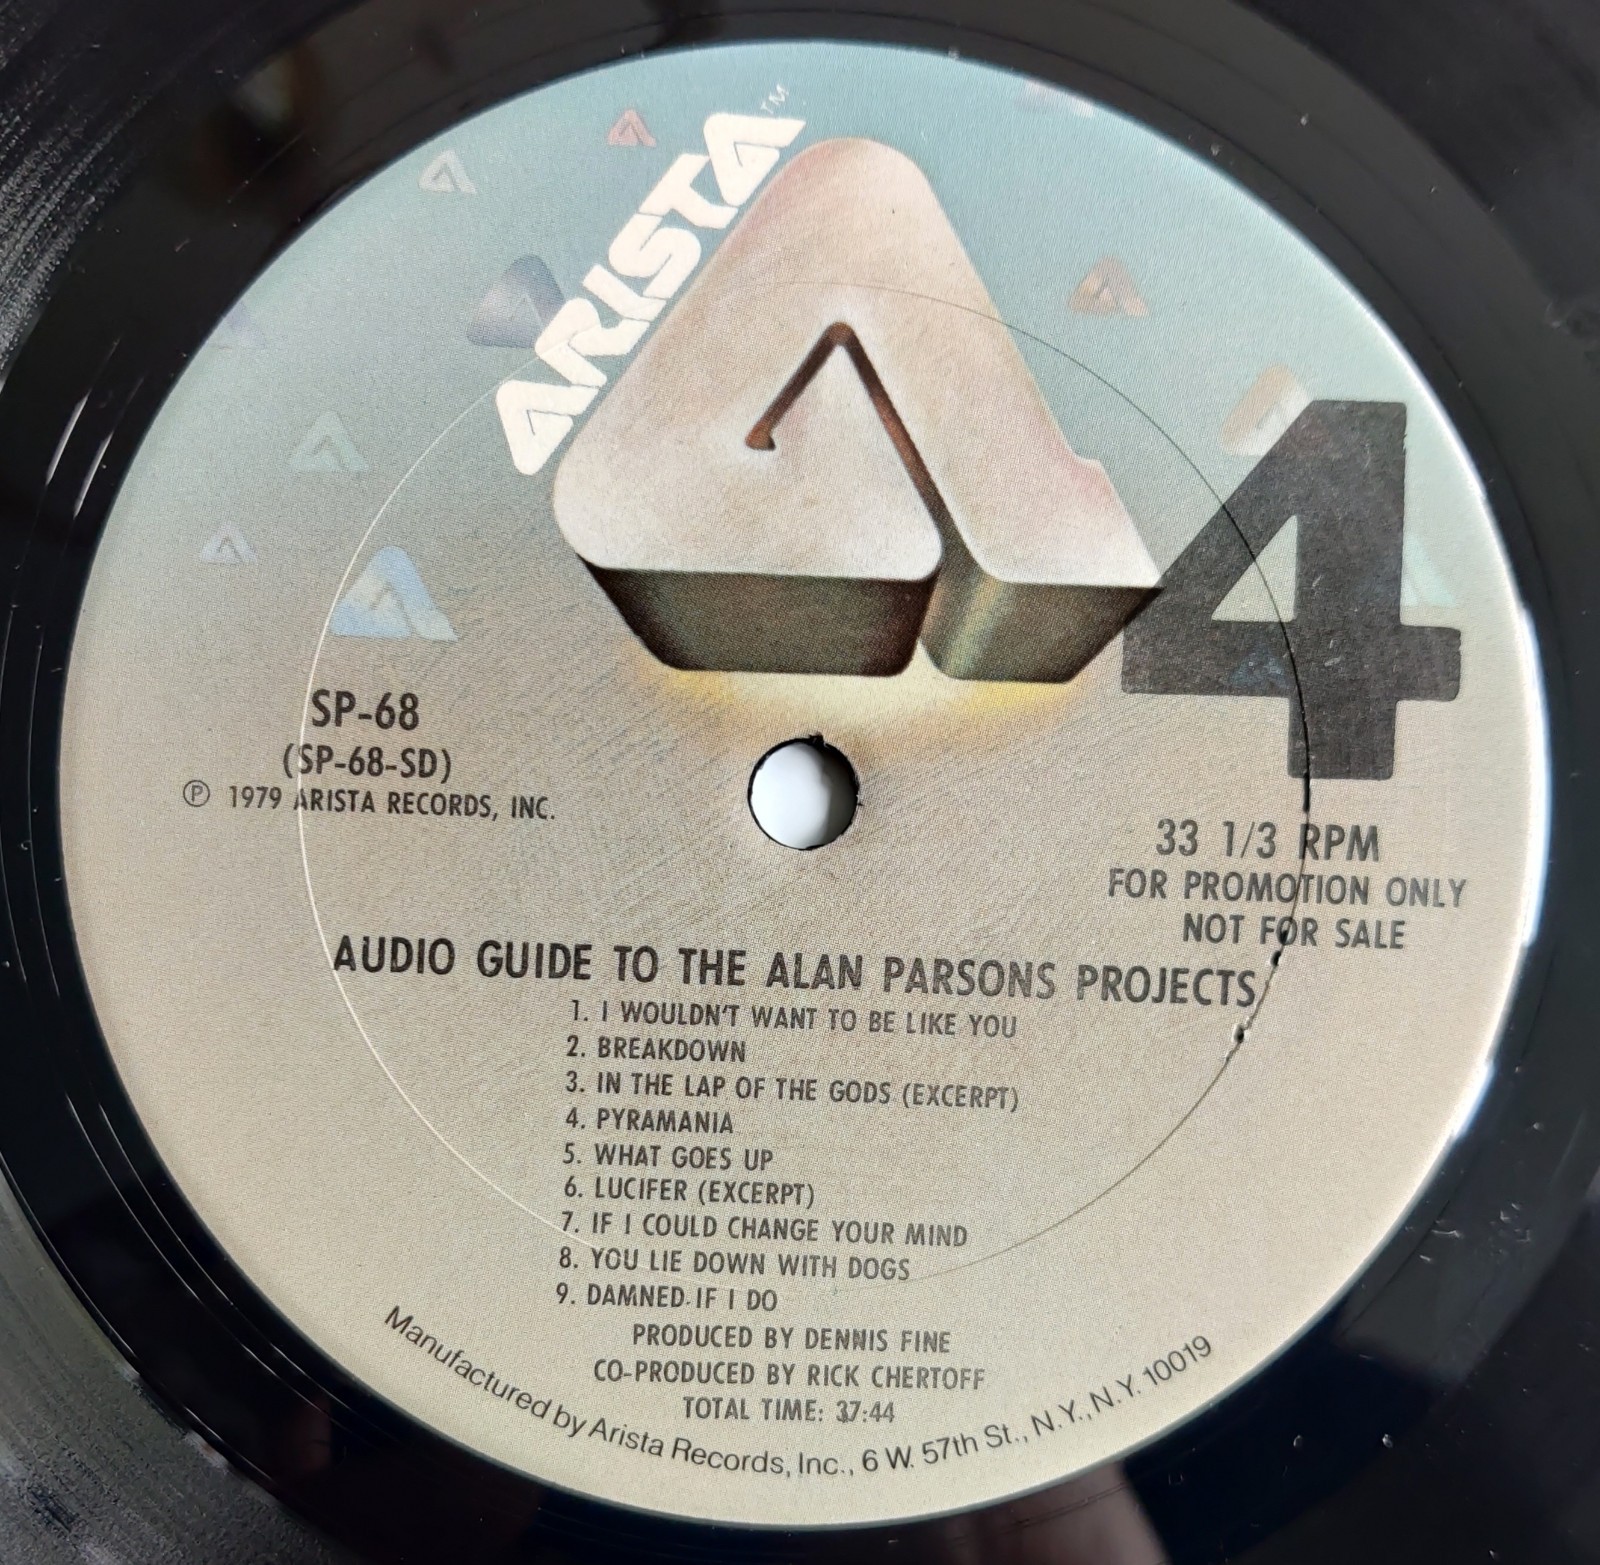 ARISTA™
4
SP-68
(SP-68-SD)
℗ 1979 ARISTA RECORDS, INC.
33 1/3 RPM
FOR PROMOTION ONLY
NOT FOR SALE
AUDIO GUIDE TO THE ALAN PARSONS PROJECTS
1. I WOULDN'T WANT TO BE LIKE YOU
2. BREAKDOWN
3. IN THE LAP OF THE GODS (EXCERPT)
4. PYRAMANIA
5. WHAT GOES UP
6. LUCIFER (EXCERPT)
7. IF I COULD CHANGE YOUR MIND
8. YOU LIE DOWN WITH DOGS
9. DAMNED IF I DO
PRODUCED BY DENNIS FINE
CO-PRODUCED BY RICK CHERTOFF
TOTAL TIME: 37:44
Manufactured by Arista Records, Inc., 6 W. 57th St., N.Y., N.Y. 10019